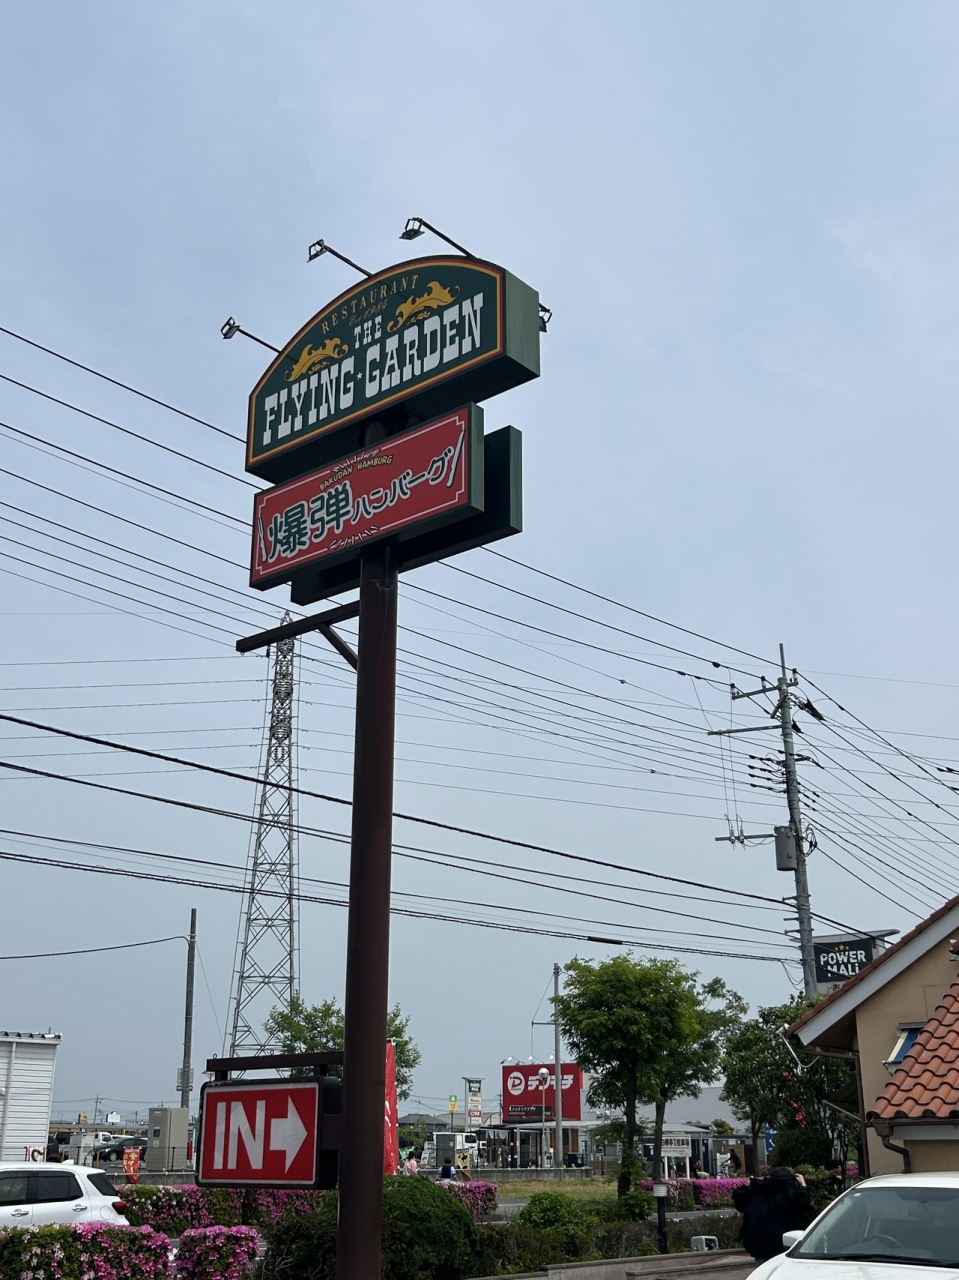 RESTAURANT
Est 1984
THE
FLYING★GARDEN
BAKUDAN HAMBURG
爆弾ハンバーグ
POWER
MALL
D デンキチ
IN